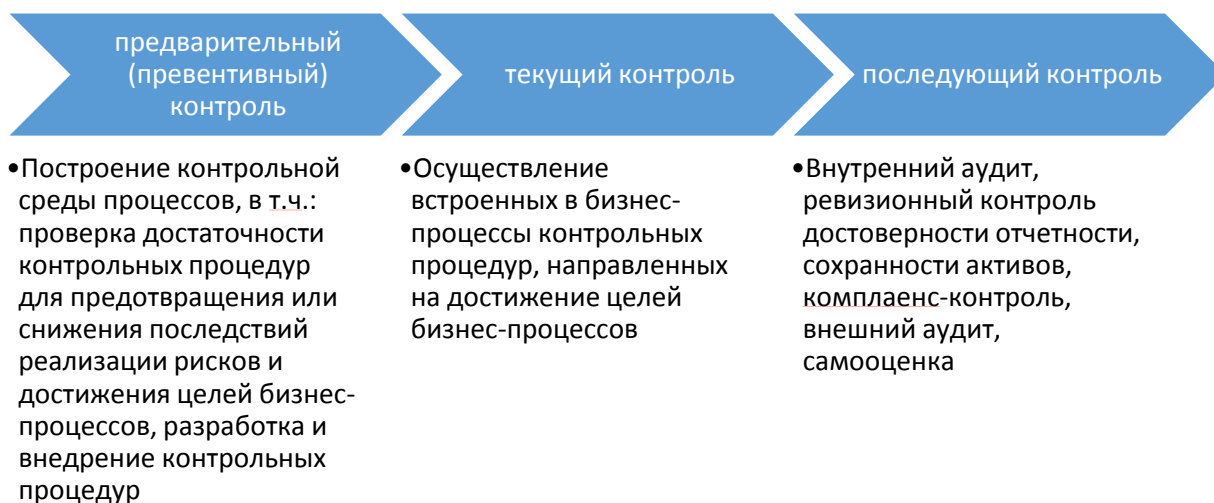 предварительный
(превентивный)
контроль
текущий контроль
последующий контроль
•Построение контрольной
среды процессов, в т.ч.:
проверка достаточности
контрольных процедур
для предотвращения или
снижения последствий
реализации рисков и
достижения целей бизнес-
процессов, разработка и
внедрение контрольных
процедур
•Осуществление
встроенных в бизнес-
процессы контрольных
процедур, направленных
на достижение целей
бизнес-процессов
•Внутренний аудит,
ревизионный контроль
достоверности отчетности,
сохранности активов,
комплаенс-контроль,
внешний аудит,
самооценка